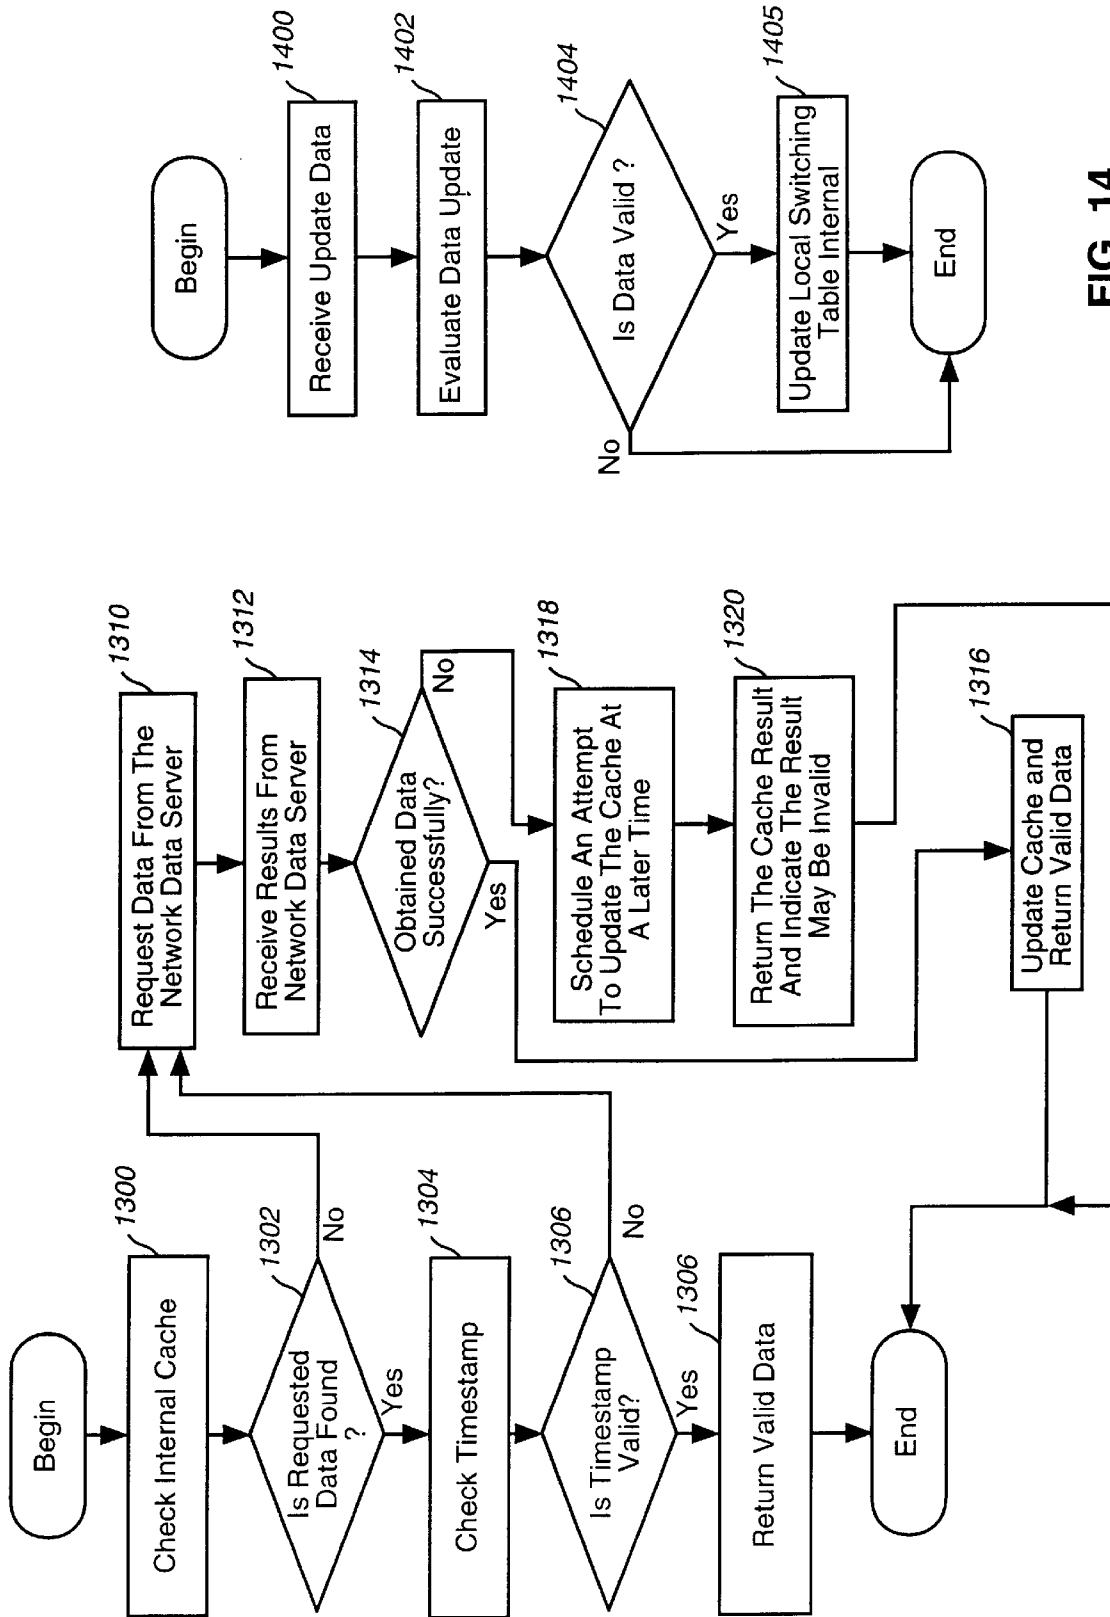 Begin
1300
Check Internal Cache
1302
Is Requested
Data Found
?
No
Yes
1304
Check Timestamp
1306
Is Timestamp
Valid?
No
Yes
1306
Return Valid Data
End
1310
Request Data From The
Network Data Server
1312
Receive Results From
Network Data Server
1314
Obtained Data
Successfully?
No
Yes
1318
Schedule An Attempt
To Update The Cache At
A Later Time
1320
Return The Cache Result
And Indicate The Result
May Be Invalid
1316
Update Cache and
Return Valid Data
Begin
1400
Receive Update Data
1402
Evaluate Data Update
1404
Is Data Valid ?
No
Yes
1405
Update Local Switching
Table Internal
End
FIG. 14